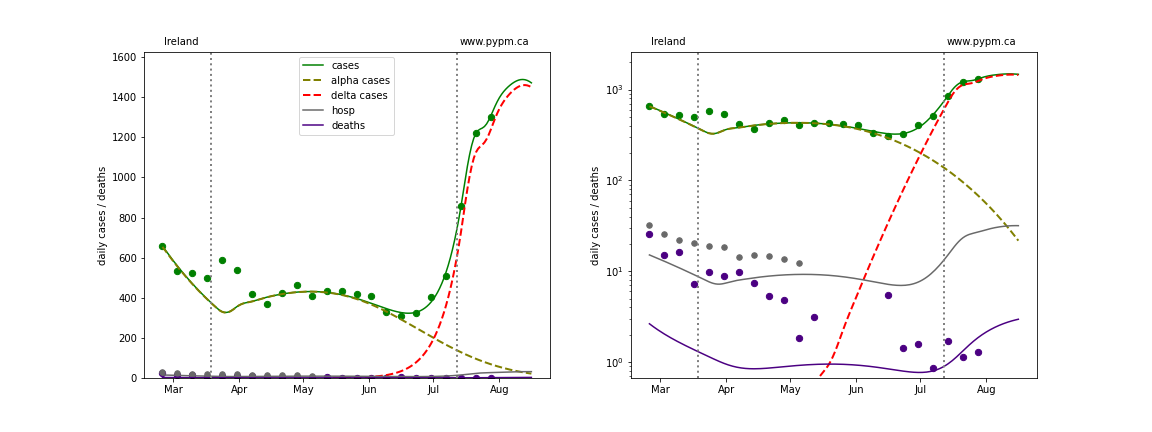 Ireland www.pypm.ca
1600
1400
1200
1000
800
600
400
200
0
daily cases / deaths
cases
alpha cases
delta cases
hosp
deaths
Mar Apr May Jun Jul Aug
Ireland www.pypm.ca
10³
10²
10¹
10⁰
daily cases / deaths
Mar Apr May Jun Jul Aug